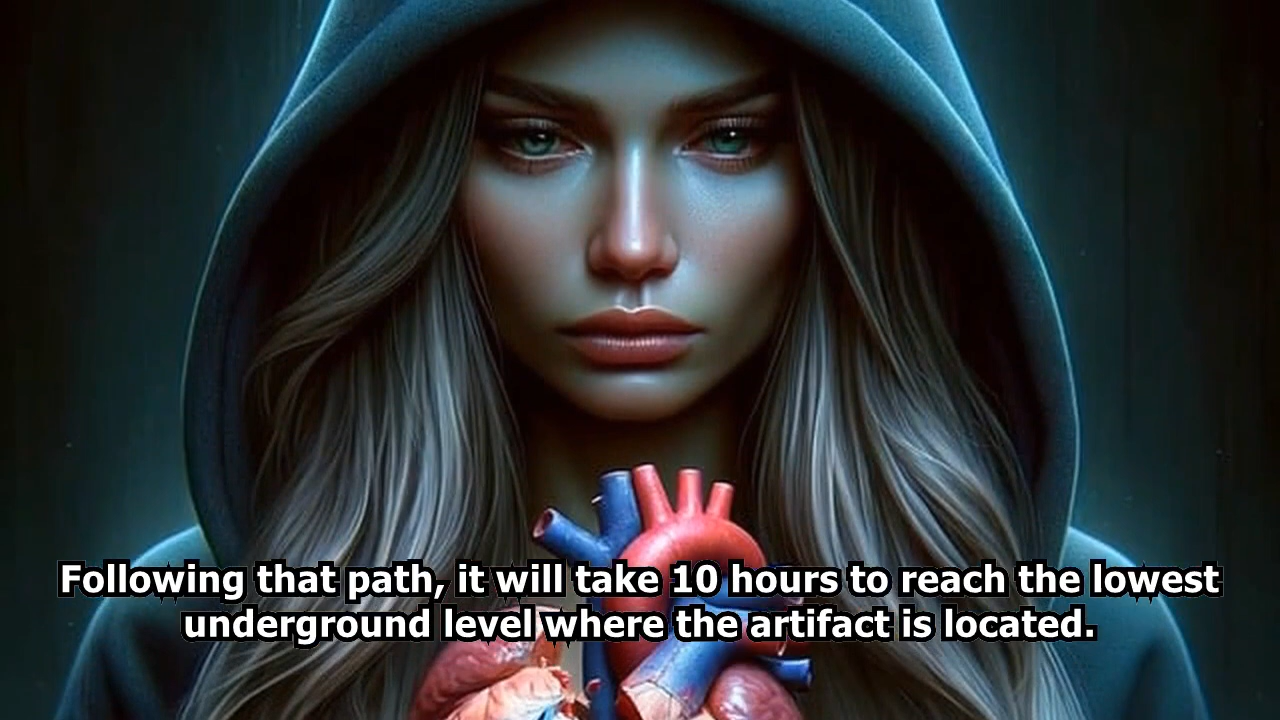 Following that path, it will take 10 hours to reach the lowest
underground level where the artifact is located.